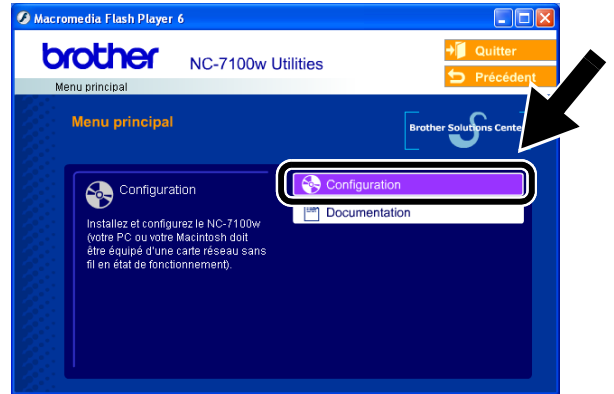 Macromedia Flash Player 6
brother
NC-7100w Utilities
Quitter
Précédent
Menu principal
Menu principal
Brother Solutions Center
Configuration
Installez et configurez le NC-7100w
(votre PC ou votre Macintosh doit
être équipé d'une carte réseau sans
fil en état de fonctionnement).
Configuration
Documentation